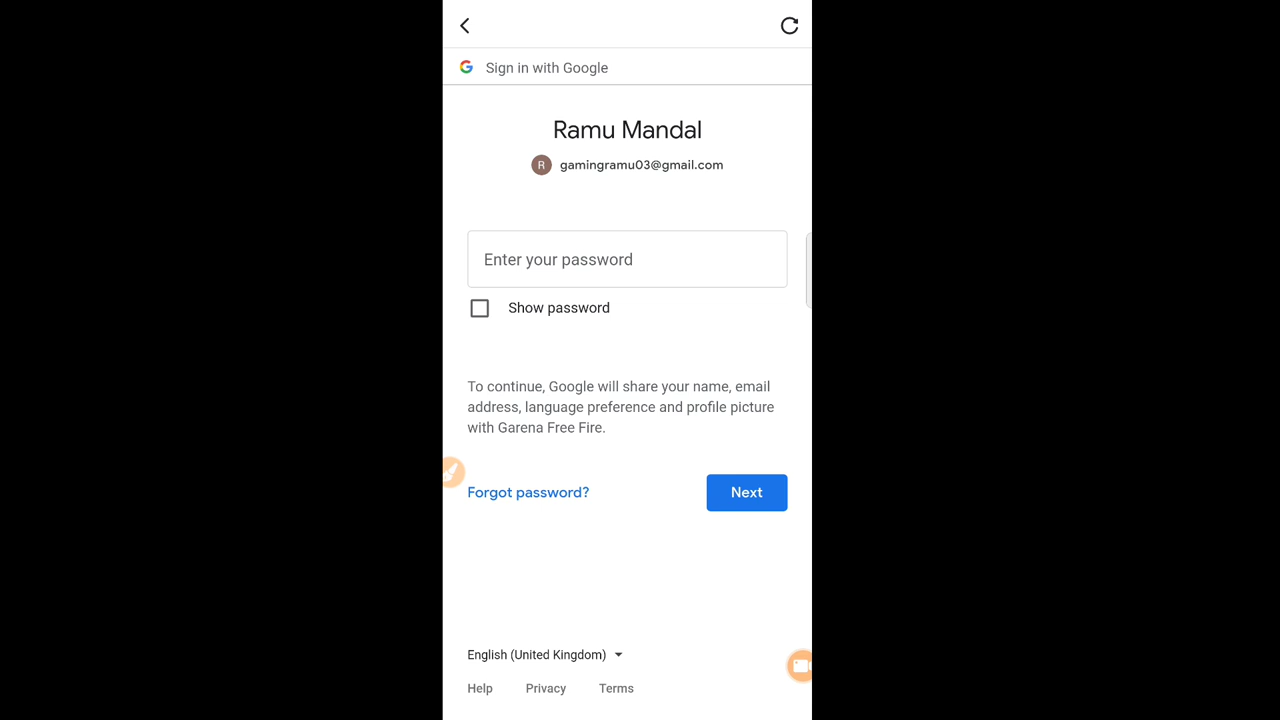 Sign in with Google
Ramu Mandal
R gamingramu03@gmail.com
Enter your password
Show password
To continue, Google will share your name, email
address, language preference and profile picture
with Garena Free Fire.
Forgot password? Next
English (United Kingdom)
Help Privacy Terms